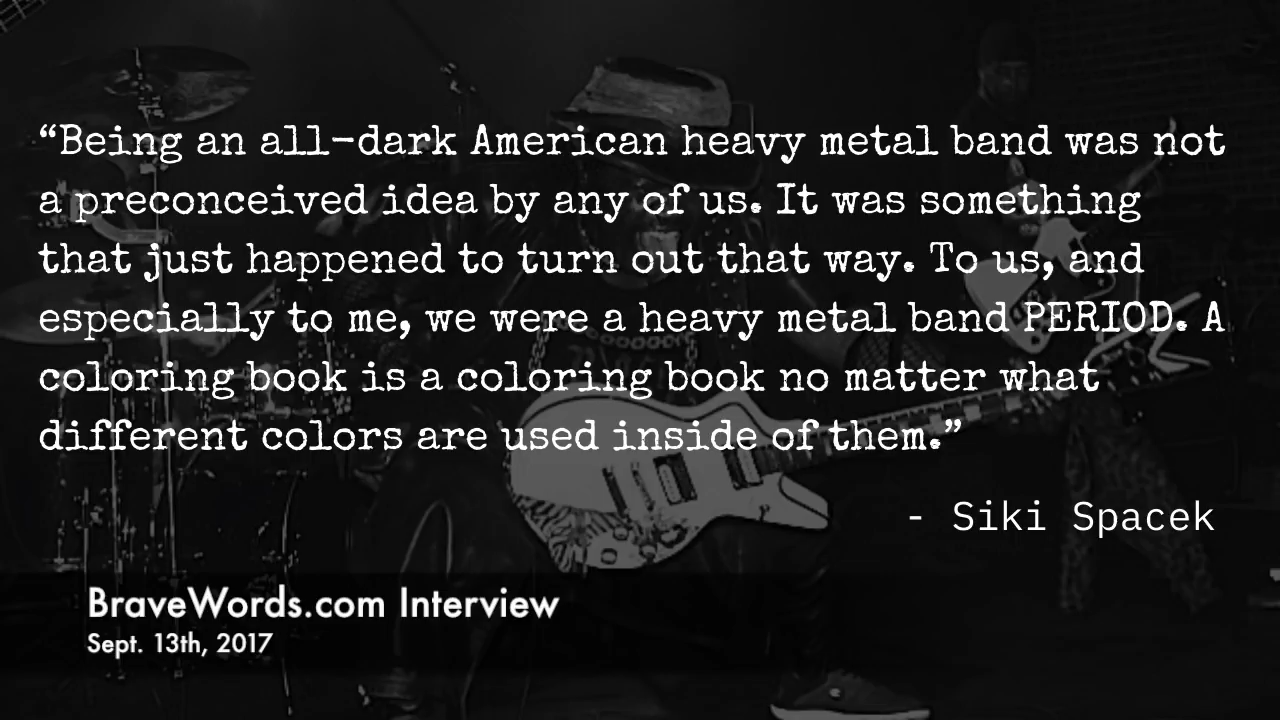 “Being an all-dark American heavy metal band was not
a preconceived idea by any of us. It was something
that just happened to turn out that way. To us, and
especially to me, we were a heavy metal band PERIOD. A
coloring book is a coloring book no matter what
different colors are used inside of them.”
- Siki Spacek
BraveWords.com Interview
Sept. 13th, 2017